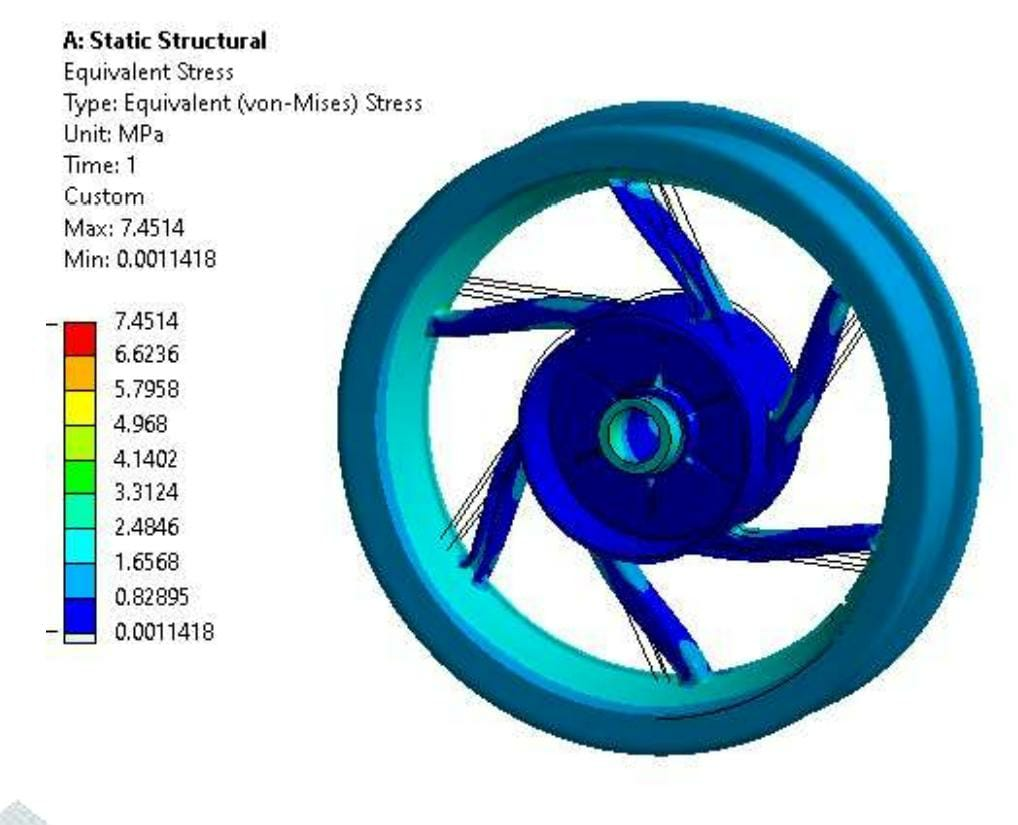 A: Static Structural
Equivalent Stress
Type: Equivalent (von-Mises) Stress
Unit: MPa
Time: 1
Custom
Max: 7.4514
Min: 0.0011418
7.4514
6.6236
5.7958
4.968
4.1402
3.3124
2.4846
1.6568
0.82895
0.0011418